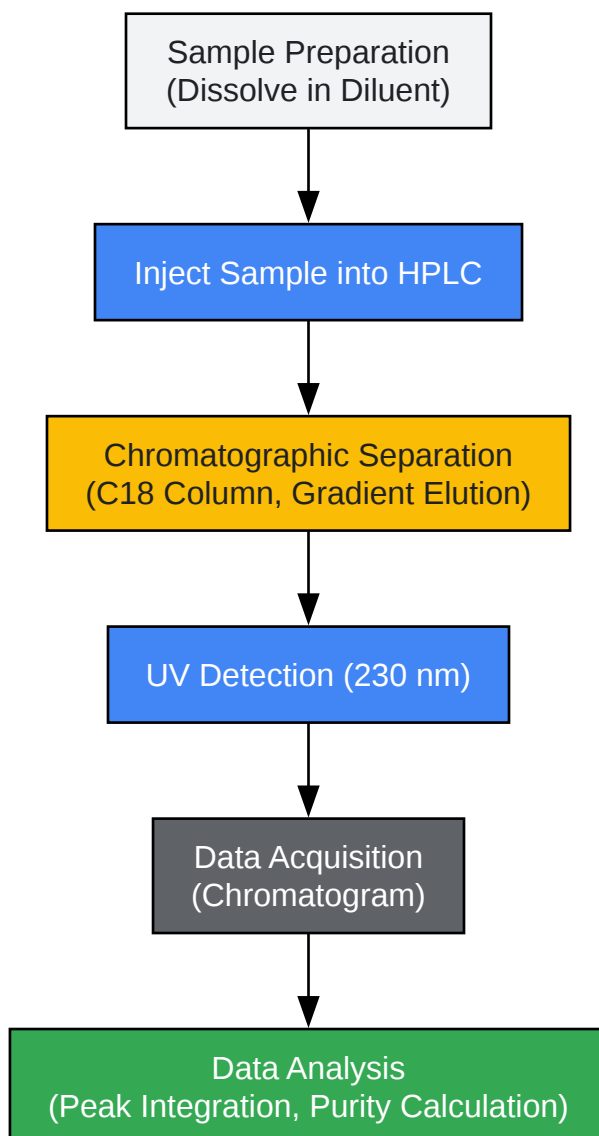 Sample Preparation
(Dissolve in Diluent)
Inject Sample into HPLC
Chromatographic Separation
(C18 Column, Gradient Elution)
UV Detection (230 nm)
Data Acquisition
(Chromatogram)
Data Analysis
(Peak Integration, Purity Calculation)